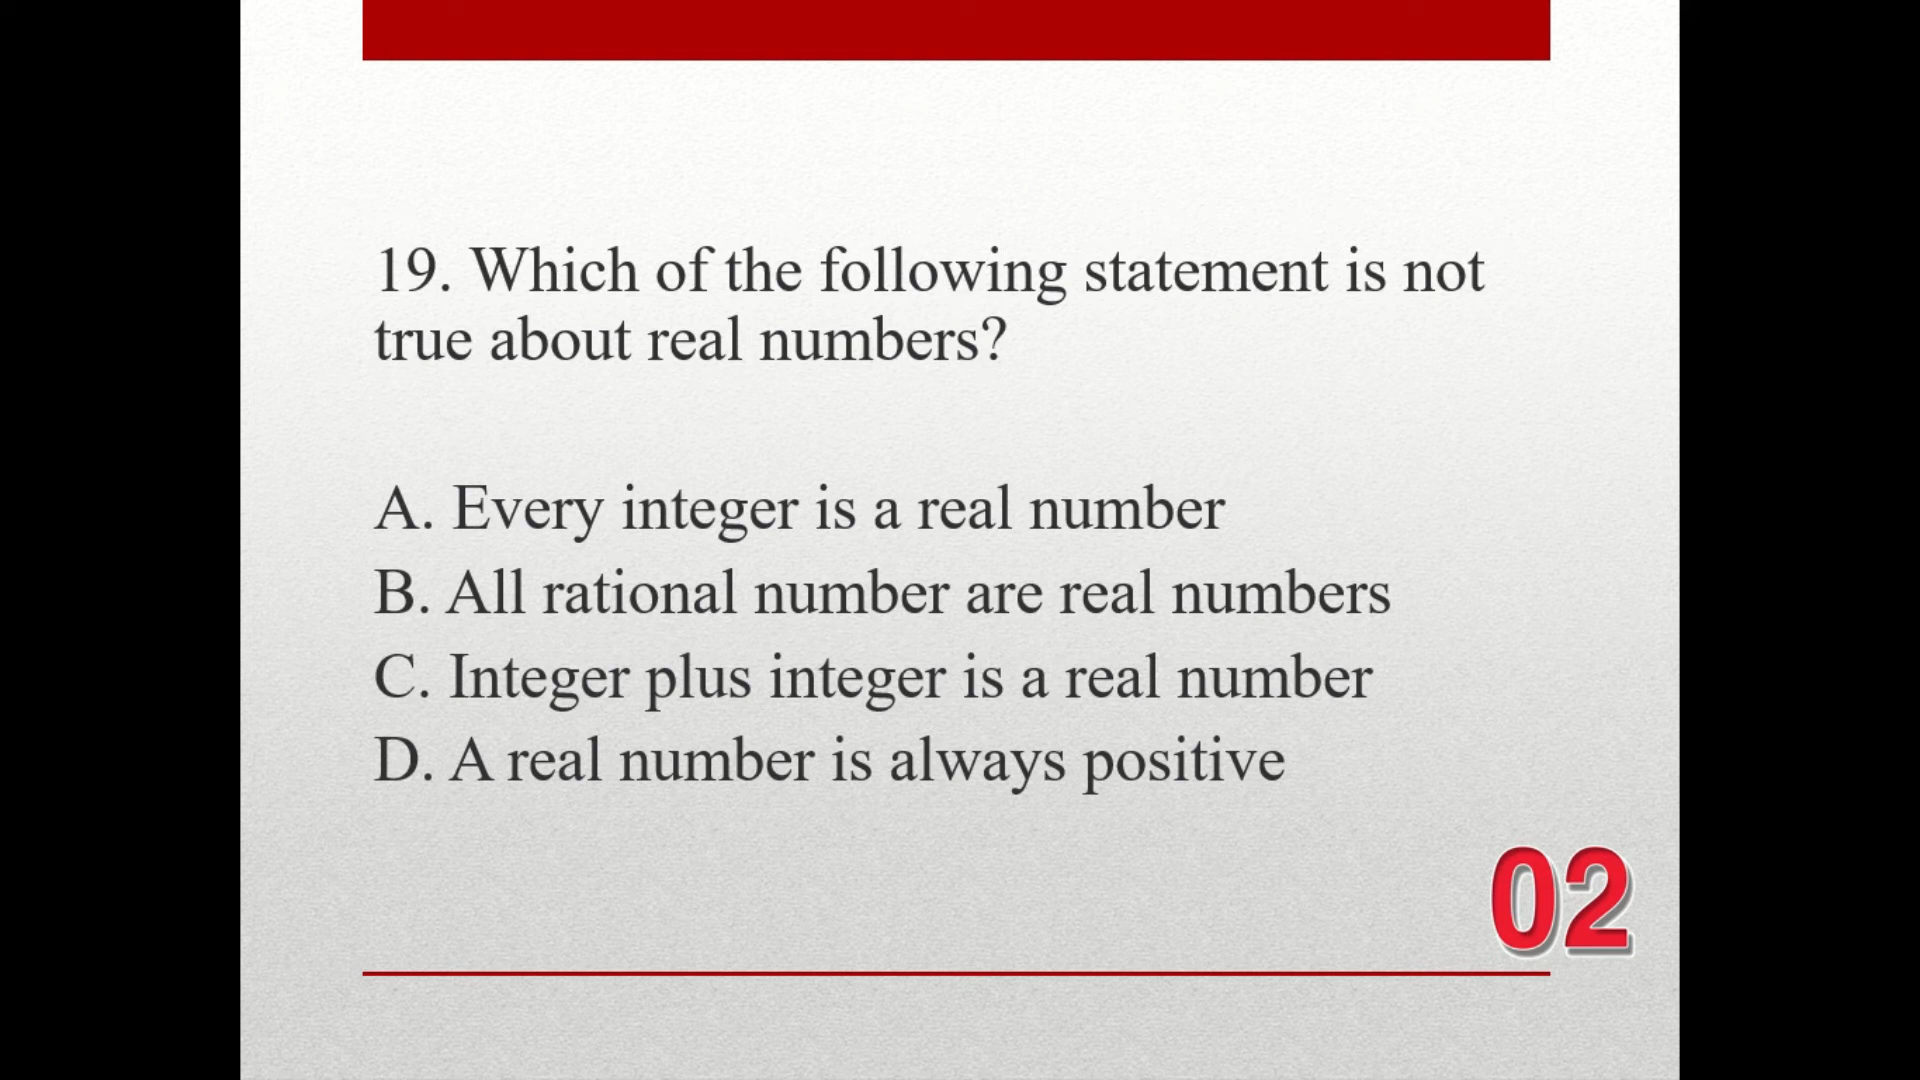 19. Which of the following statement is not
true about real numbers?
A. Every integer is a real number
B. All rational number are real numbers
C. Integer plus integer is a real number
D. A real number is always positive
02